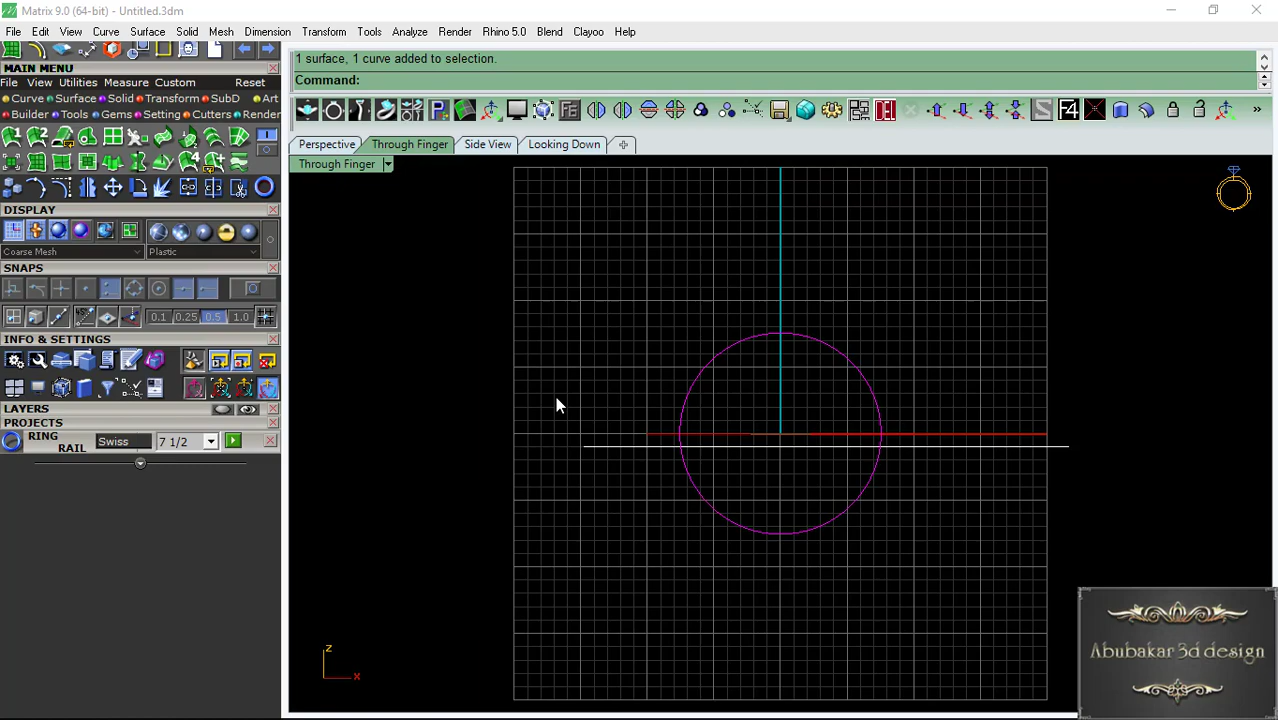 Matrix 9.0 (64-bit) - Untitled.3dm
File Edit View Curve Surface Solid Mesh Dimension Transform Tools Analyze Render Rhino 5.0 Blend Clayoo Help
1 surface, 1 curve added to selection.
Command:
MAIN MENU
File View Utilities Measure Custom Reset
Curve Surface Solid Transform SubD Art
Builder Tools Gems Setting Cutters Render
F4
Perspective Through Finger Side View Looking Down
Through Finger
DISPLAY
Coarse Mesh Plastic
SNAPS
0.1 0.25 0.5 1.0
INFO & SETTINGS
LAYERS
PROJECTS
RING RAIL Swiss 7 1/2
z
x
Abubakar 3d design